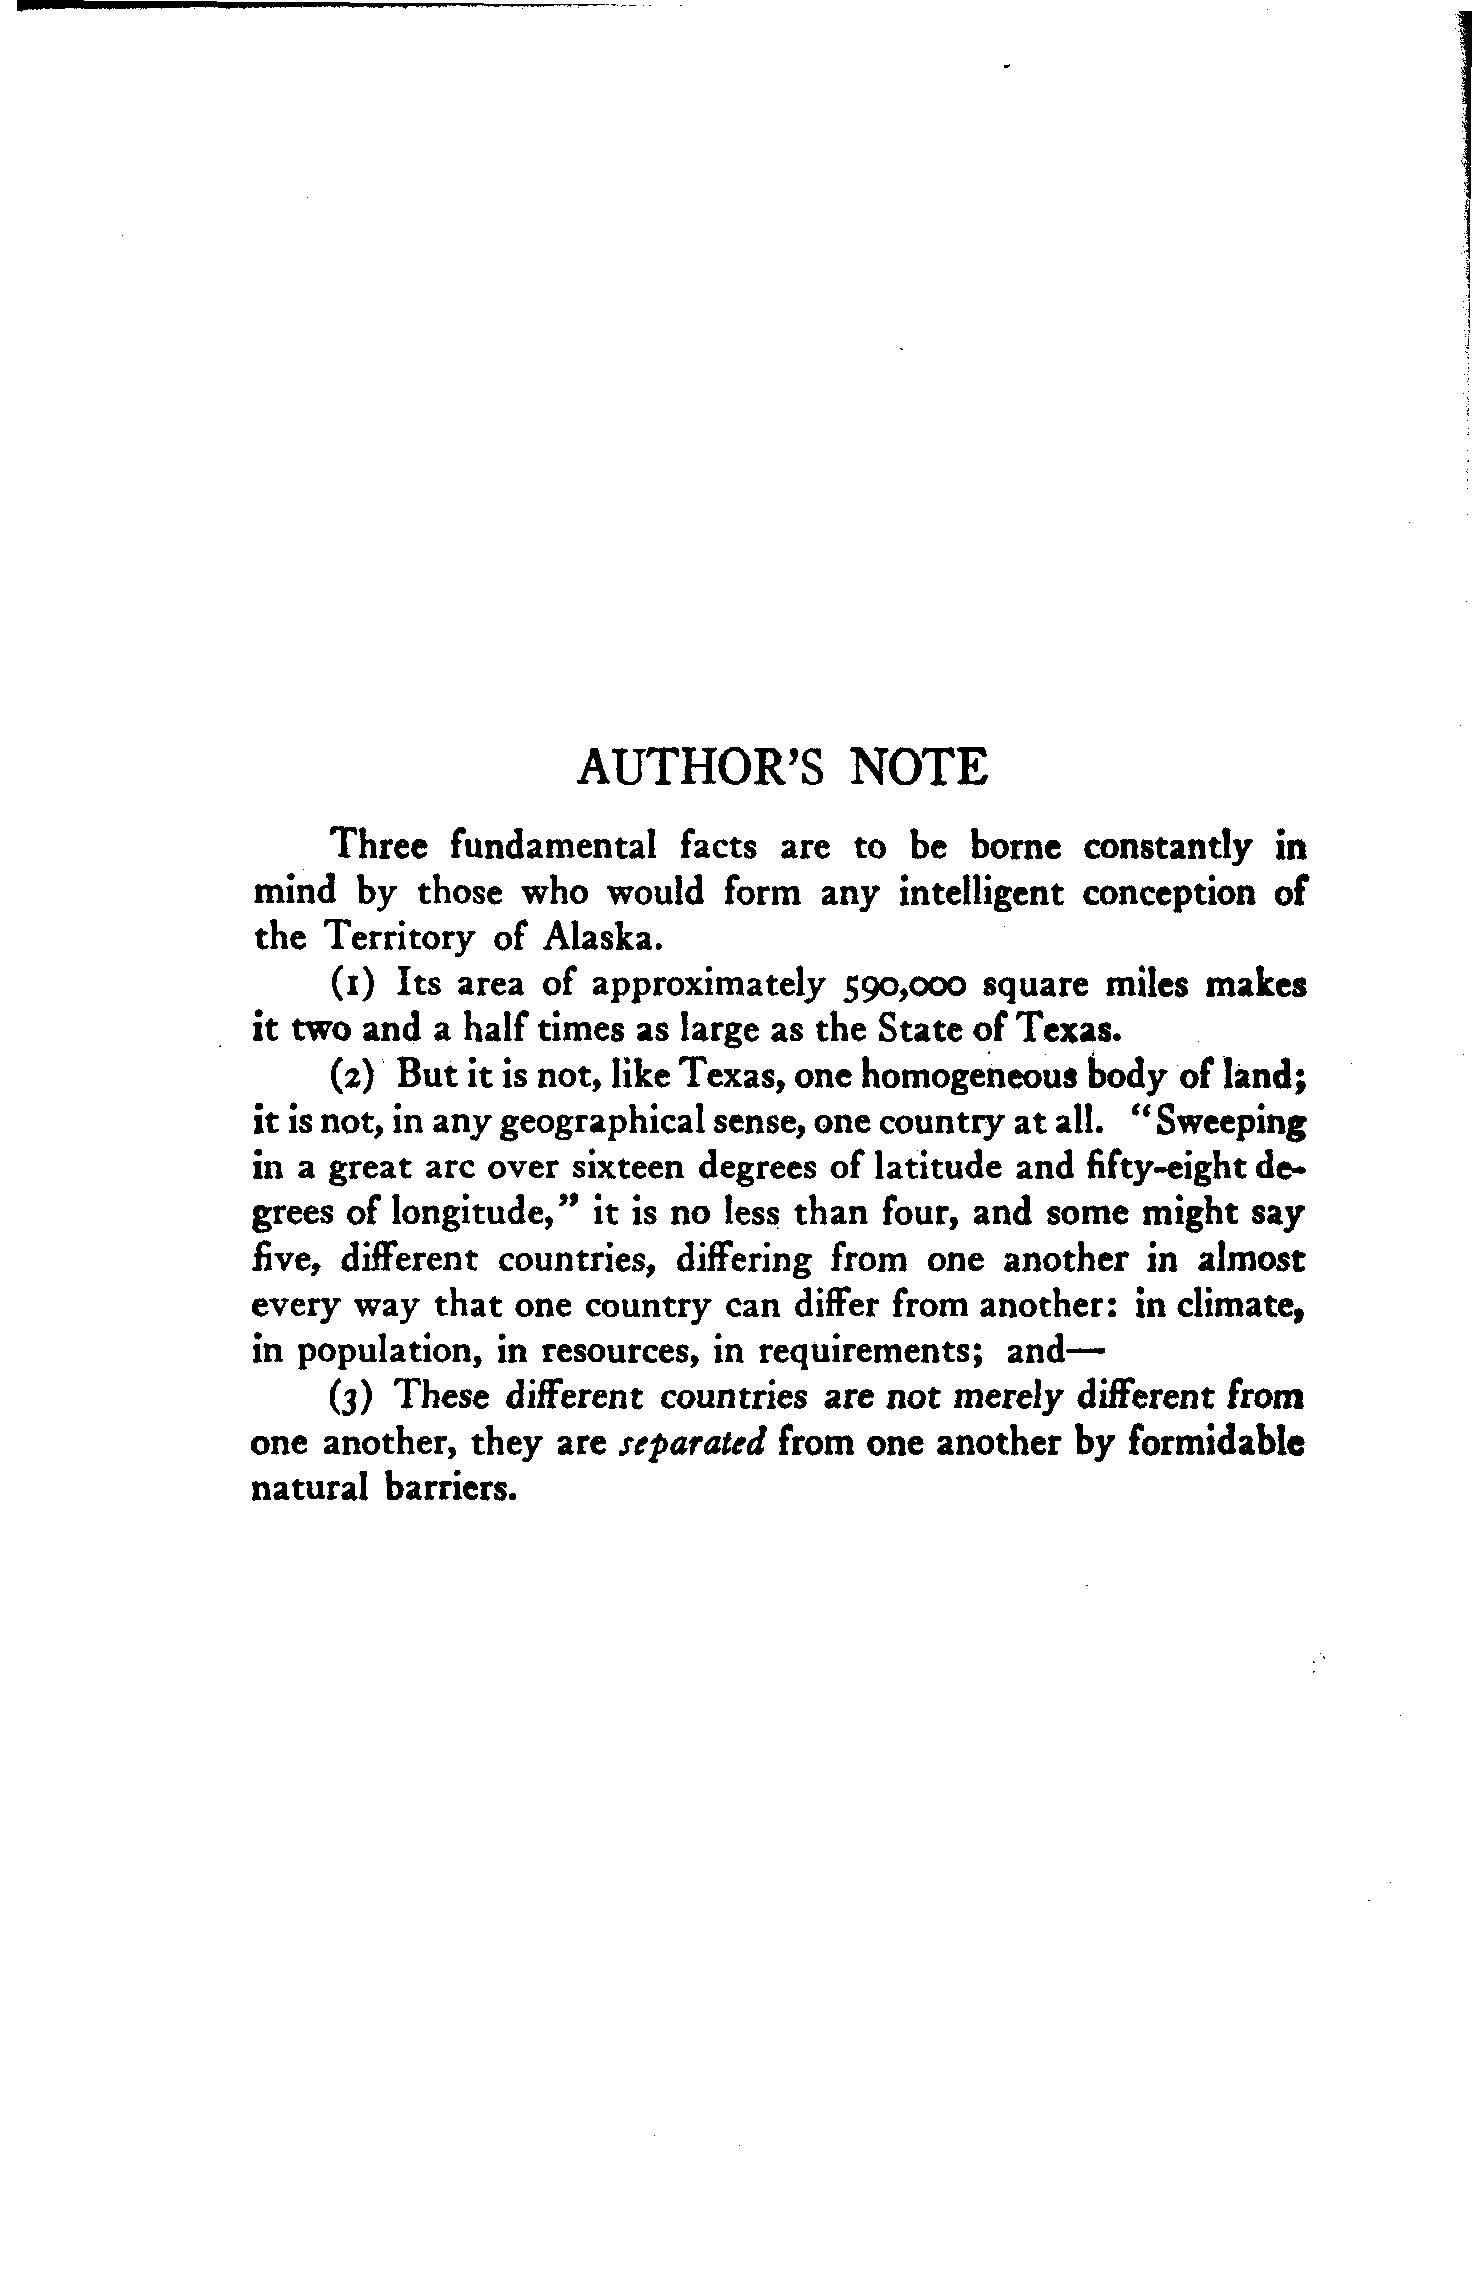 AUTHOR'S NOTE
Three fundamental facts are to be borne constantly in
mind by those who would form any intelligent conception of
the Territory of Alaska.
(1) Its area of approximately 590,000 square miles makes
it two and a half times as large as the State of Texas.
(2) But it is not, like Texas, one homogeneous body of land;
it is not, in any geographical sense, one country at all. "Sweeping
in a great arc over sixteen degrees of latitude and fifty-eight de-
grees of longitude," it is no less than four, and some might say
five, different countries, differing from one another in almost
every way that one country can differ from another: in climate,
in population, in resources, in requirements; and—
(3) These different countries are not merely different from
one another, they are separated from one another by formidable
natural barriers.